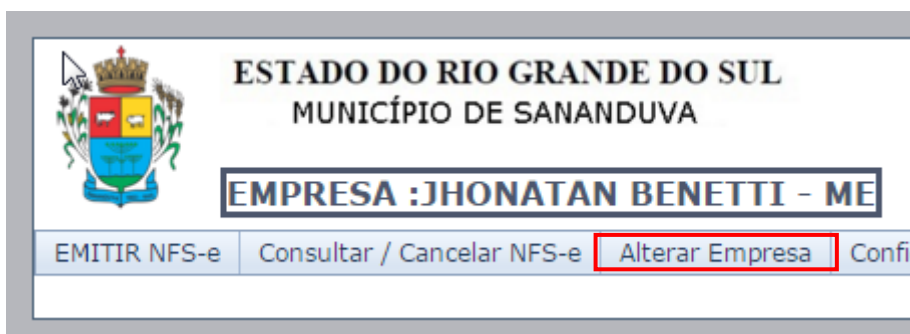 ESTADO DO RIO GRANDE DO SUL
MUNICÍPIO DE SANANDUVA
EMPRESA :JHONATAN BENETTI - ME
EMITIR NFS-e Consultar / Cancelar NFS-e Alterar Empresa Confi